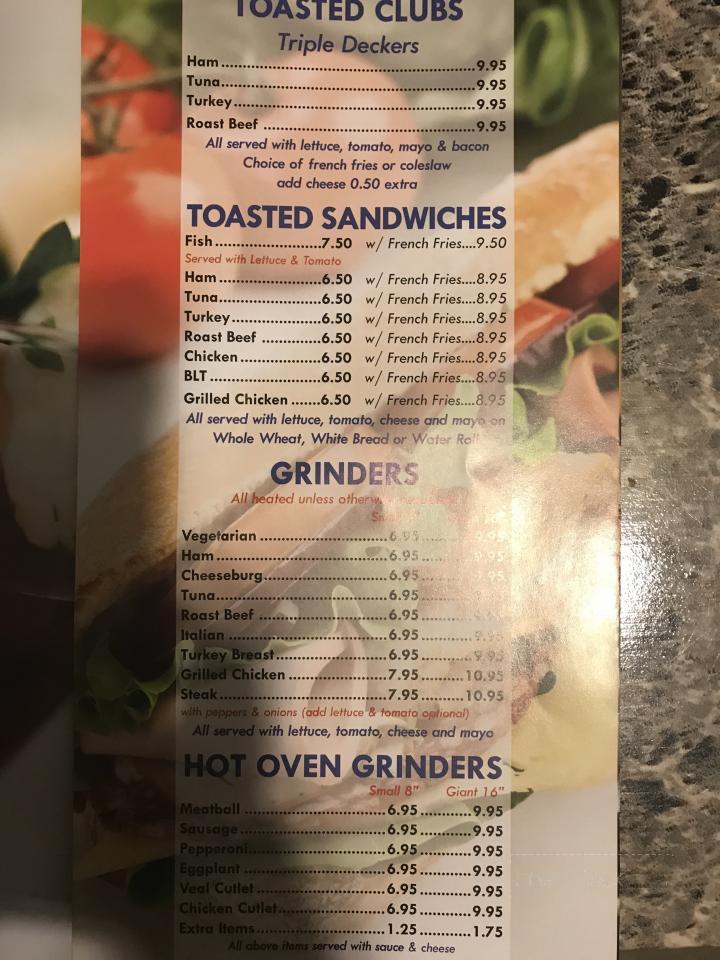 TOASTED CLUBS
Triple Deckers
Ham..............................9.95
Tuna..............................9.95
Turkey..............................9.95
Roast Beef ..............................9.95
All served with lettuce, tomato, mayo & bacon
Choice of french fries or coleslaw
add cheese 0.50 extra
TOASTED SANDWICHES
Fish......................7.50 w/ French Fries....9.50
Served with Lettuce & Tomato
Ham......................6.50 w/ French Fries....8.95
Tuna......................6.50 w/ French Fries....8.95
Turkey...................6.50 w/ French Fries....8.95
Roast Beef .............6.50 w/ French Fries....8.95
Chicken.................6.50 w/ French Fries....8.95
BLT .......................6.50 w/ French Fries....8.95
Grilled Chicken ......6.50 w/ French Fries....8.95
All served with lettuce, tomato, cheese and mayo on
Whole Wheat, White Bread or Water Roll
GRINDERS
All heated unless otherwise
Small
Vegetarian ..........................6.95
Ham ..........................6.95..........9.95
Cheeseburg..........................6.95..........9.95
Tuna..........................6.95
Roast Beef ..........................6.95
Italian ..........................6.95..........9.95
Turkey Breast......................6.95..........9.95
Grilled Chicken ....................7.95.........10.95
Steak..........................7.95.........10.95
with peppers & onions (add lettuce & tomato optional)
All served with lettuce, tomato, cheese and mayo
HOT OVEN GRINDERS
Small 8" Giant 16"
Meatball ..........................6.95...........9.95
Sausage..........................6.95...........9.95
Pepperoni..........................6.95...........9.95
Eggplant ..........................6.95...........9.95
Veal Cutlet ........................6.95...........9.95
Chicken Cutlet.....................6.95...........9.95
Extra Items........................1.25...........1.75
All above items served with sauce & cheese